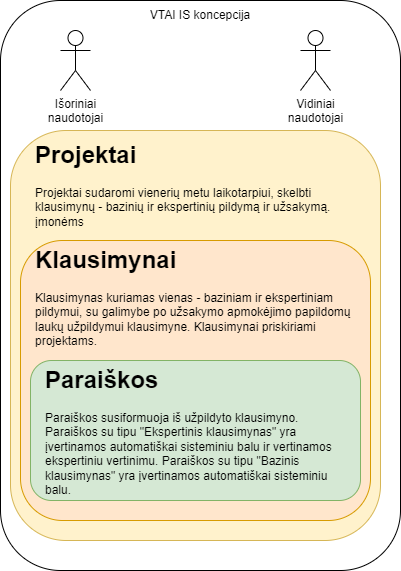 VTAI IS koncepcija
Išoriniai
naudotojai
Vidiniai
naudotojai
Projektai
Projektai sudaromi vienerių metu laikotarpiui, skelbti
klausimynų - bazinių ir ekspertinių pildymą ir užsakymą.
įmonėms
Klausimynai
Klausimynas kuriamas vienas - baziniam ir ekspertiniam
pildymui, su galimybe po užsakymo apmokėjimo papildomų
laukų užpildymui klausimyne. Klausimynai priskiriami
projektams.
Paraiškos
Paraiškos susiformuoja iš užpildyto klausimyno.
Paraiškos su tipu "Ekspertinis klausimynas" yra
įvertinamos automatiškai sisteminiu balu ir vertinamos
ekspertiniu vertinimu. Paraiškos su tipu "Bazinis
klausimynas" yra įvertinamos automatiškai sisteminiu
balu.